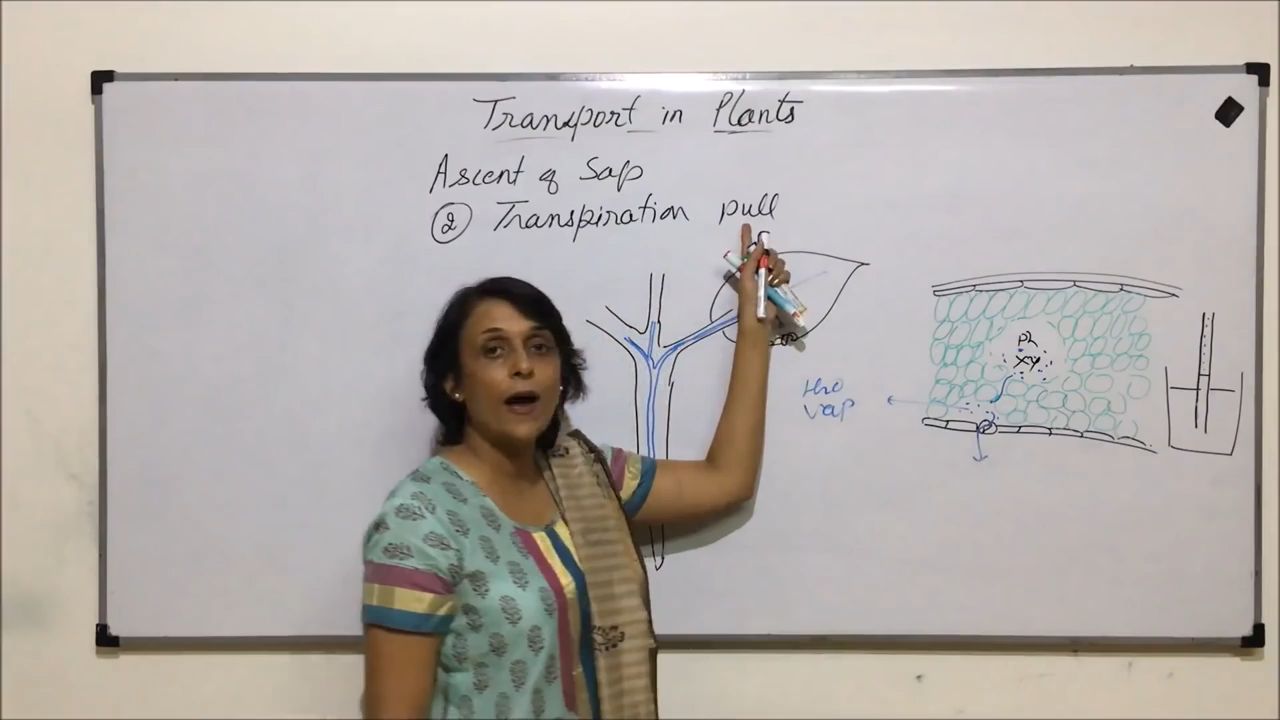 Transport in Plants
Ascent of Sap
② Transpiration pull
Ph
Xy
H2O
Vap